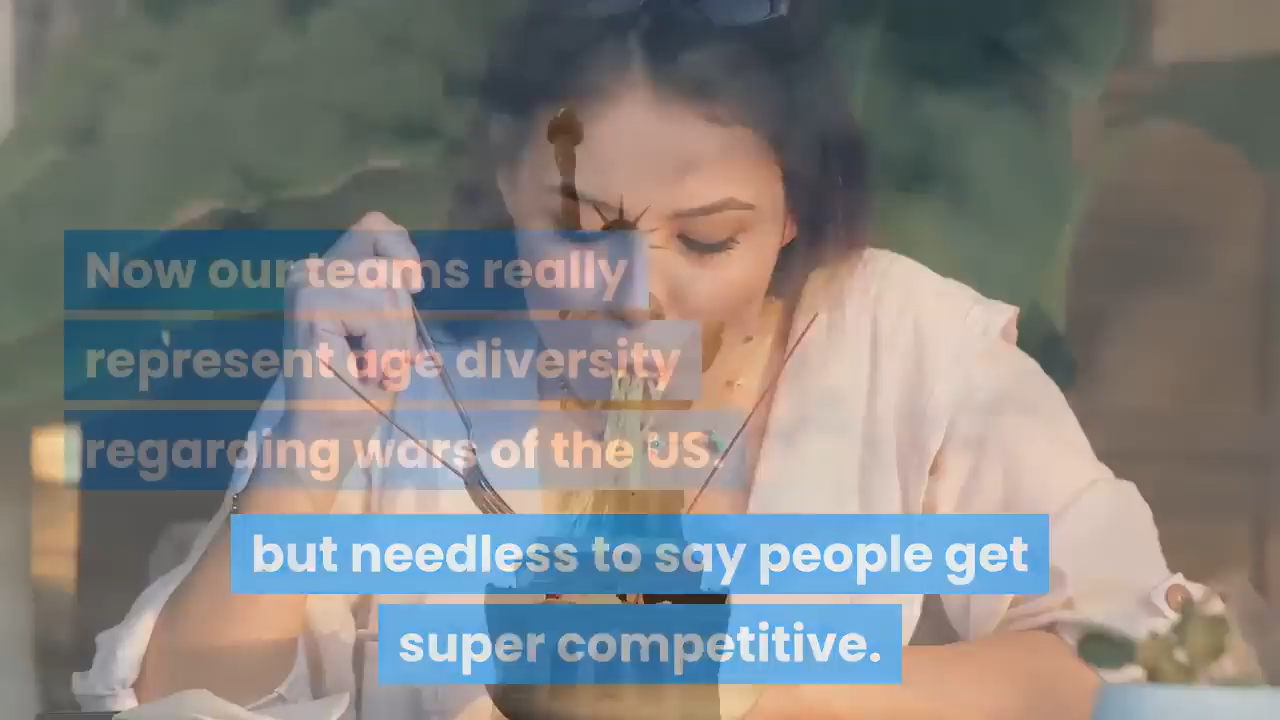 Now our teams really
represent age diversity
regarding wars of the US.
but needless to say people get
super competitive.